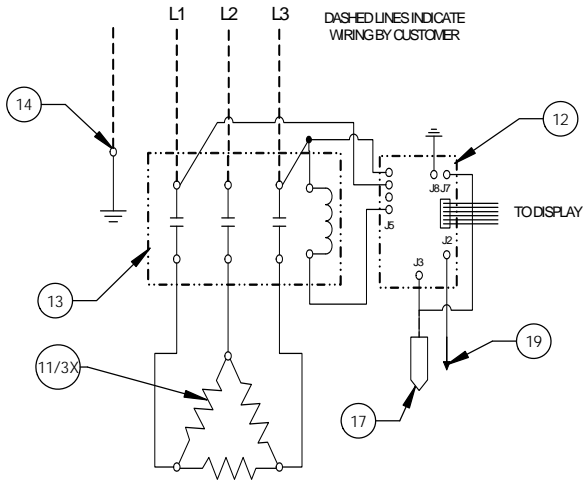 L1 L2 L3
DASHED LINES INDICATE
WIRING BY CUSTOMER
14
12
J8 J7
TO DISPLAY
J5
J2
J3
13
19
11/3X
17